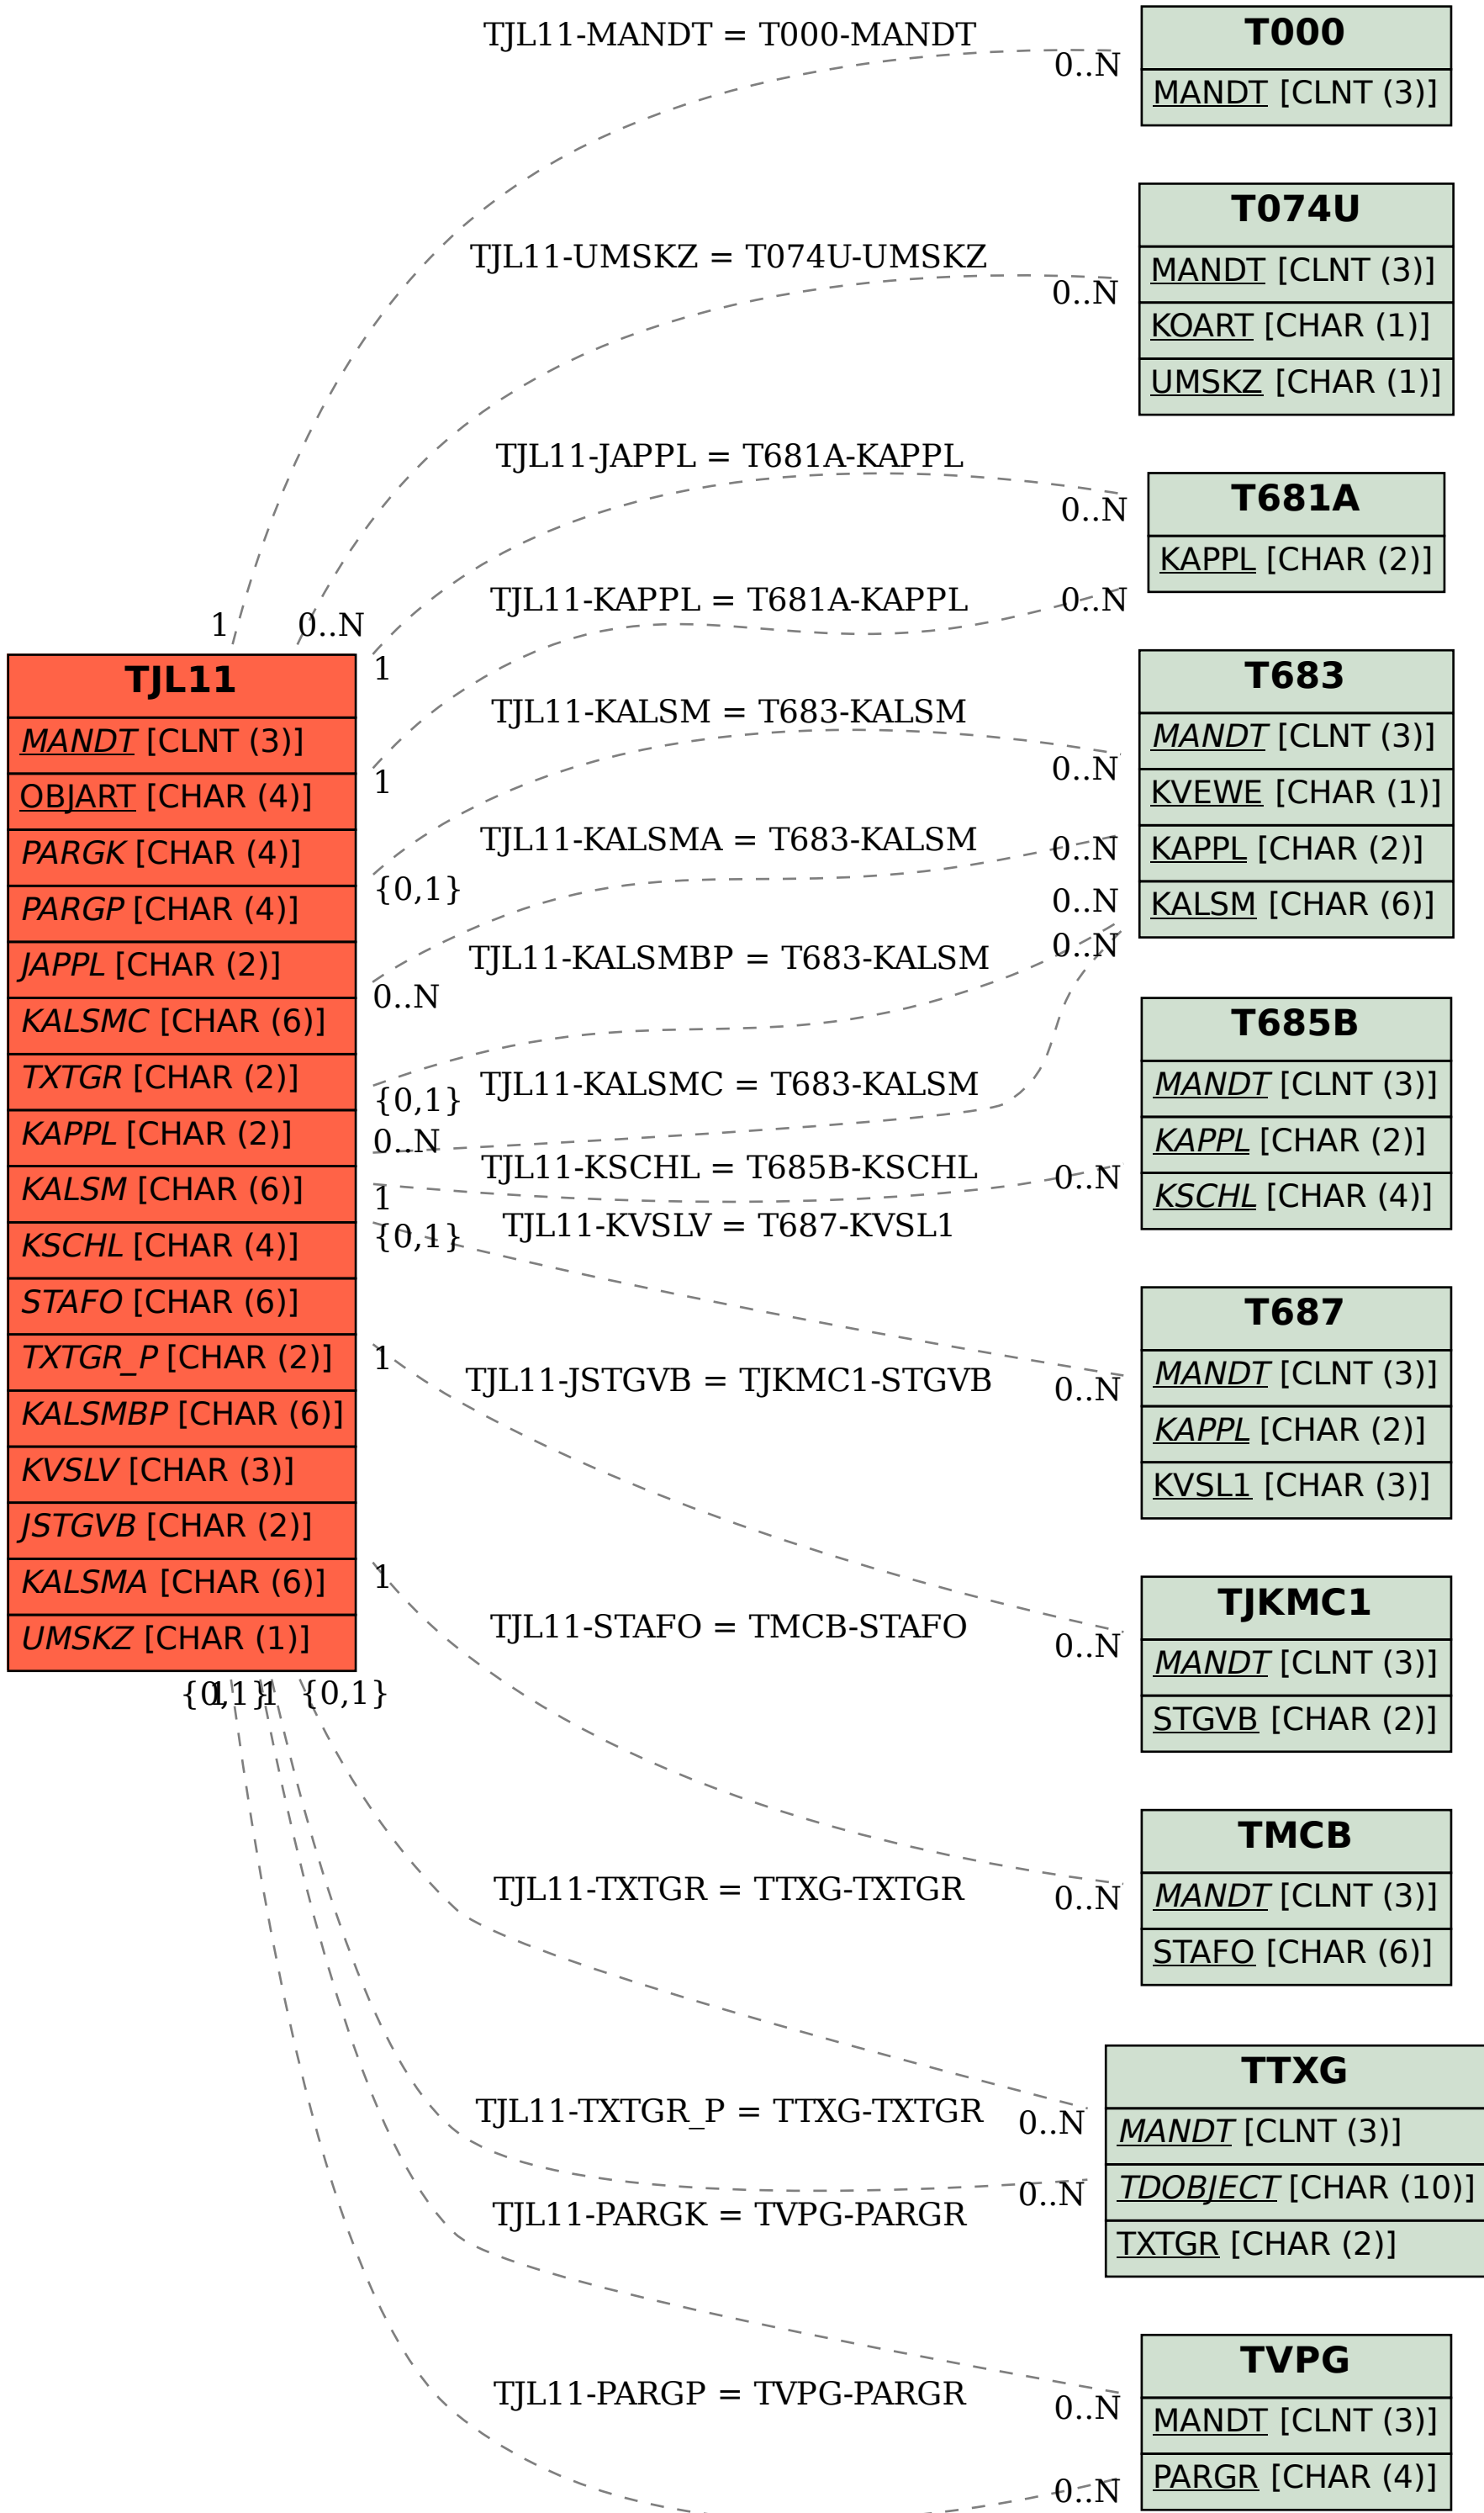 TJL11
MANDT [CLNT (3)]
OBJART [CHAR (4)]
PARGK [CHAR (4)]
PARGP [CHAR (4)]
JAPPL [CHAR (2)]
KALSMC [CHAR (6)]
TXTGR [CHAR (2)]
KAPPL [CHAR (2)]
KALSM [CHAR (6)]
KSCHL [CHAR (4)]
STAFO [CHAR (6)]
TXTGR_P [CHAR (2)]
KALSMBP [CHAR (6)]
KVSLV [CHAR (3)]
JSTGVB [CHAR (2)]
KALSMA [CHAR (6)]
UMSKZ [CHAR (1)]
TJL11-MANDT = T000-MANDT
1
0..N
TJL11-UMSKZ = T074U-UMSKZ
0..N
0..N
TJL11-JAPPL = T681A-KAPPL
1
0..N
TJL11-KAPPL = T681A-KAPPL
1
0..N
TJL11-KALSM = T683-KALSM
{0,1}
0..N
TJL11-KALSMA = T683-KALSM
0..N
0..N
TJL11-KALSMBP = T683-KALSM
{0,1}
0..N
TJL11-KALSMC = T683-KALSM
0..N
0..N
TJL11-KSCHL = T685B-KSCHL
1
0..N
TJL11-KVSLV = T687-KVSL1
{0,1}
0..N
TJL11-JSTGVB = TJKMC1-STGVB
1
0..N
TJL11-STAFO = TMCB-STAFO
1
0..N
TJL11-TXTGR = TTXG-TXTGR
{0,1}
0..N
TJL11-TXTGR_P = TTXG-TXTGR
1
0..N
TJL11-PARGK = TVPG-PARGR
{0,1}
0..N
TJL11-PARGP = TVPG-PARGR
1
0..N
T000
MANDT [CLNT (3)]
T074U
MANDT [CLNT (3)]
KOART [CHAR (1)]
UMSKZ [CHAR (1)]
T681A
KAPPL [CHAR (2)]
T683
MANDT [CLNT (3)]
KVEWE [CHAR (1)]
KAPPL [CHAR (2)]
KALSM [CHAR (6)]
T685B
MANDT [CLNT (3)]
KAPPL [CHAR (2)]
KSCHL [CHAR (4)]
T687
MANDT [CLNT (3)]
KAPPL [CHAR (2)]
KVSL1 [CHAR (3)]
TJKMC1
MANDT [CLNT (3)]
STGVB [CHAR (2)]
TMCB
MANDT [CLNT (3)]
STAFO [CHAR (6)]
TTXG
MANDT [CLNT (3)]
TDOBJECT [CHAR (10)]
TXTGR [CHAR (2)]
TVPG
MANDT [CLNT (3)]
PARGR [CHAR (4)]